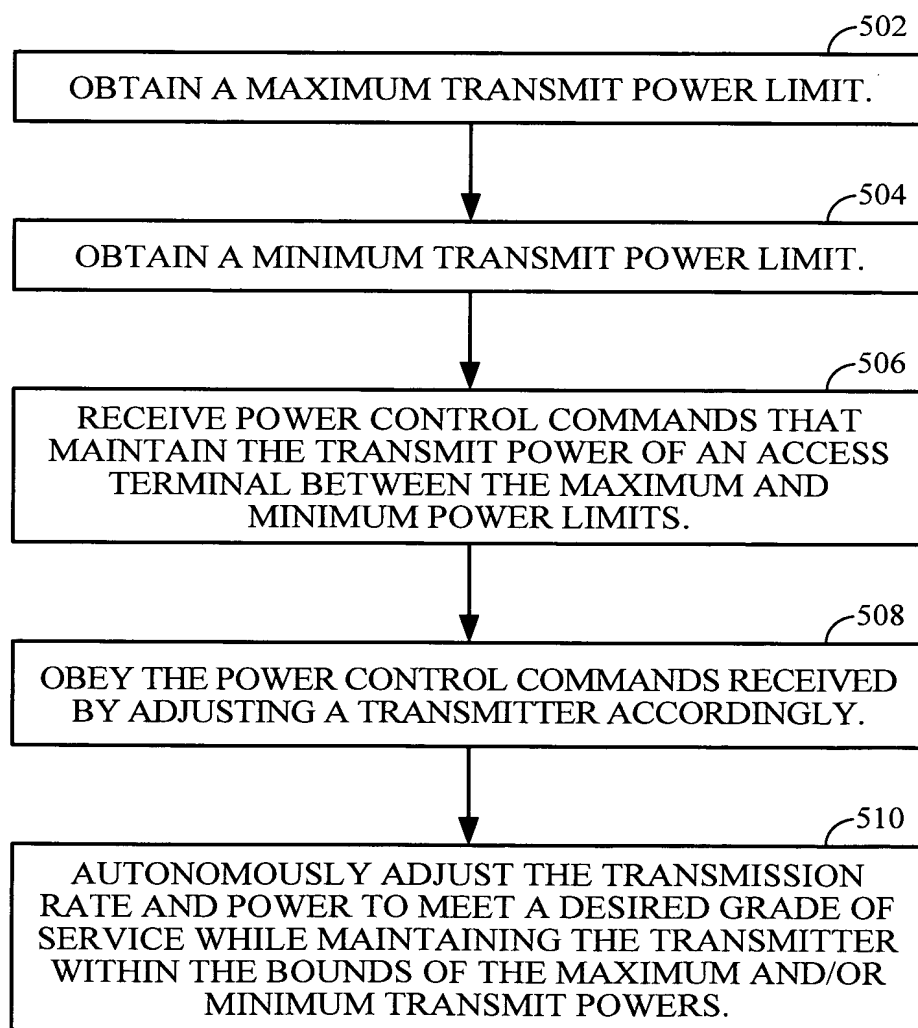 502
OBTAIN A MAXIMUM TRANSMIT POWER LIMIT.
504
OBTAIN A MINIMUM TRANSMIT POWER LIMIT.
506
RECEIVE POWER CONTROL COMMANDS THAT
MAINTAIN THE TRANSMIT POWER OF AN ACCESS
TERMINAL BETWEEN THE MAXIMUM AND
MINIMUM POWER LIMITS.
508
OBEY THE POWER CONTROL COMMANDS RECEIVED
BY ADJUSTING A TRANSMITTER ACCORDINGLY.
510
AUTONOMOUSLY ADJUST THE TRANSMISSION
RATE AND POWER TO MEET A DESIRED GRADE OF
SERVICE WHILE MAINTAINING THE TRANSMITTER
WITHIN THE BOUNDS OF THE MAXIMUM AND/OR
MINIMUM TRANSMIT POWERS.